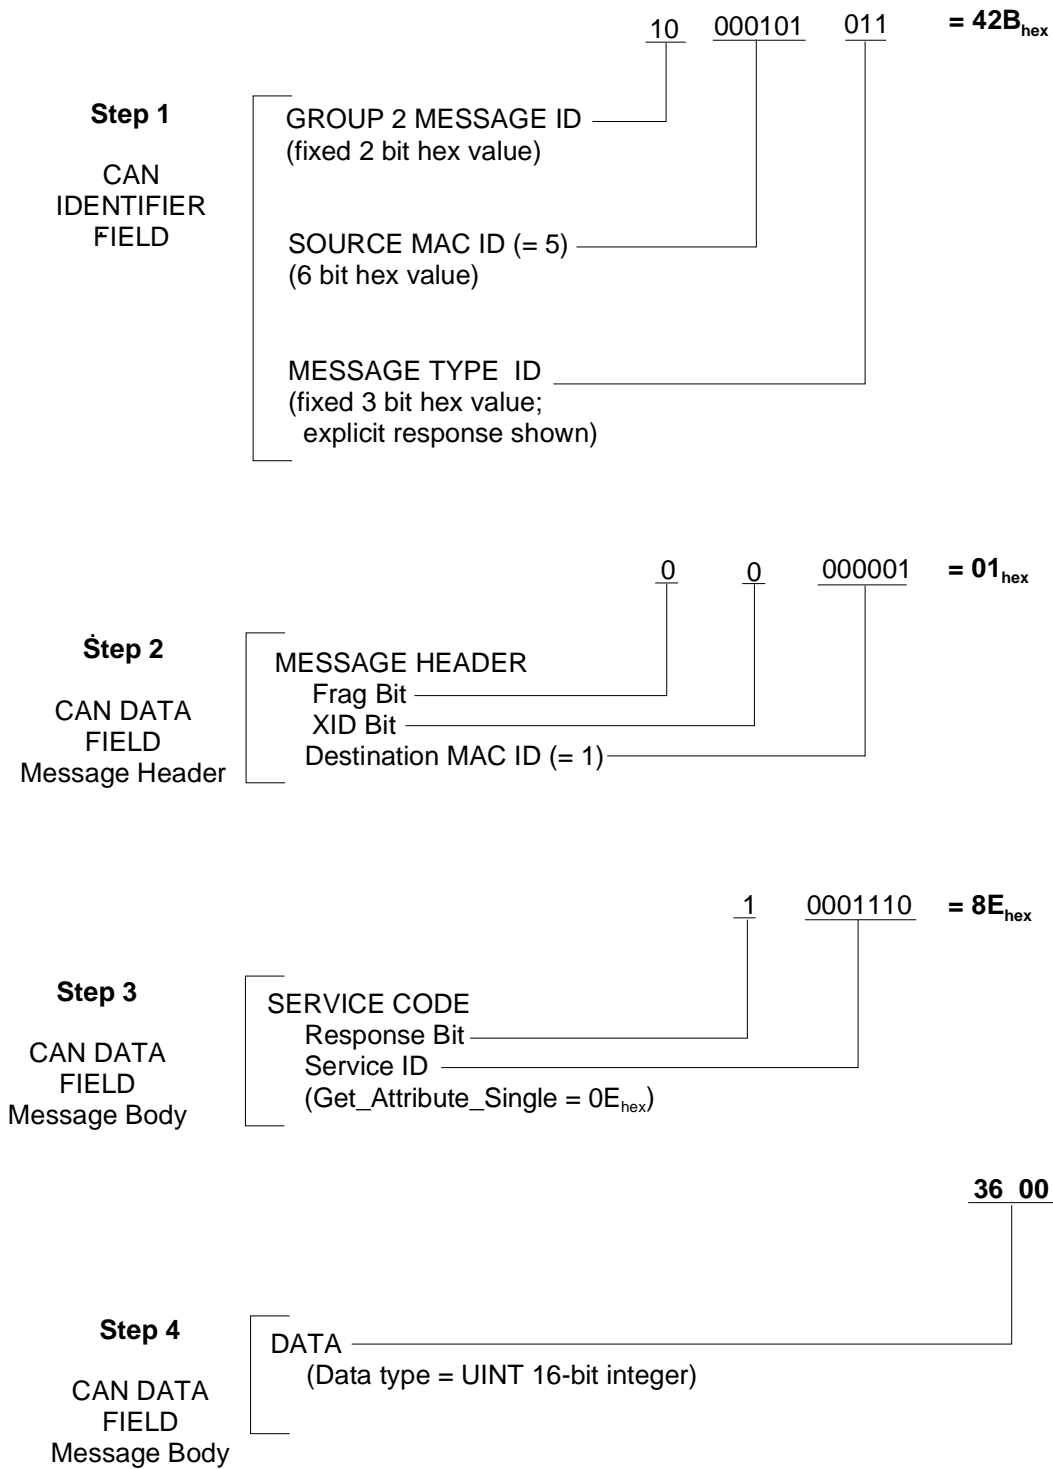 10 000101 011 = 42Bhex
Step 1
CAN
IDENTIFIER
FIELD
GROUP 2 MESSAGE ID
(fixed 2 bit hex value)
SOURCE MAC ID (= 5)
(6 bit hex value)
MESSAGE TYPE ID
(fixed 3 bit hex value;
explicit response shown)
0 0 000001 = 01hex
Step 2
CAN DATA
FIELD
Message Header
MESSAGE HEADER
Frag Bit
XID Bit
Destination MAC ID (= 1)
1 0001110 = 8Ehex
Step 3
CAN DATA
FIELD
Message Body
SERVICE CODE
Response Bit
Service ID
(Get_Attribute_Single = 0Ehex)
36 00
Step 4
CAN DATA
FIELD
Message Body
DATA
(Data type = UINT 16-bit integer)